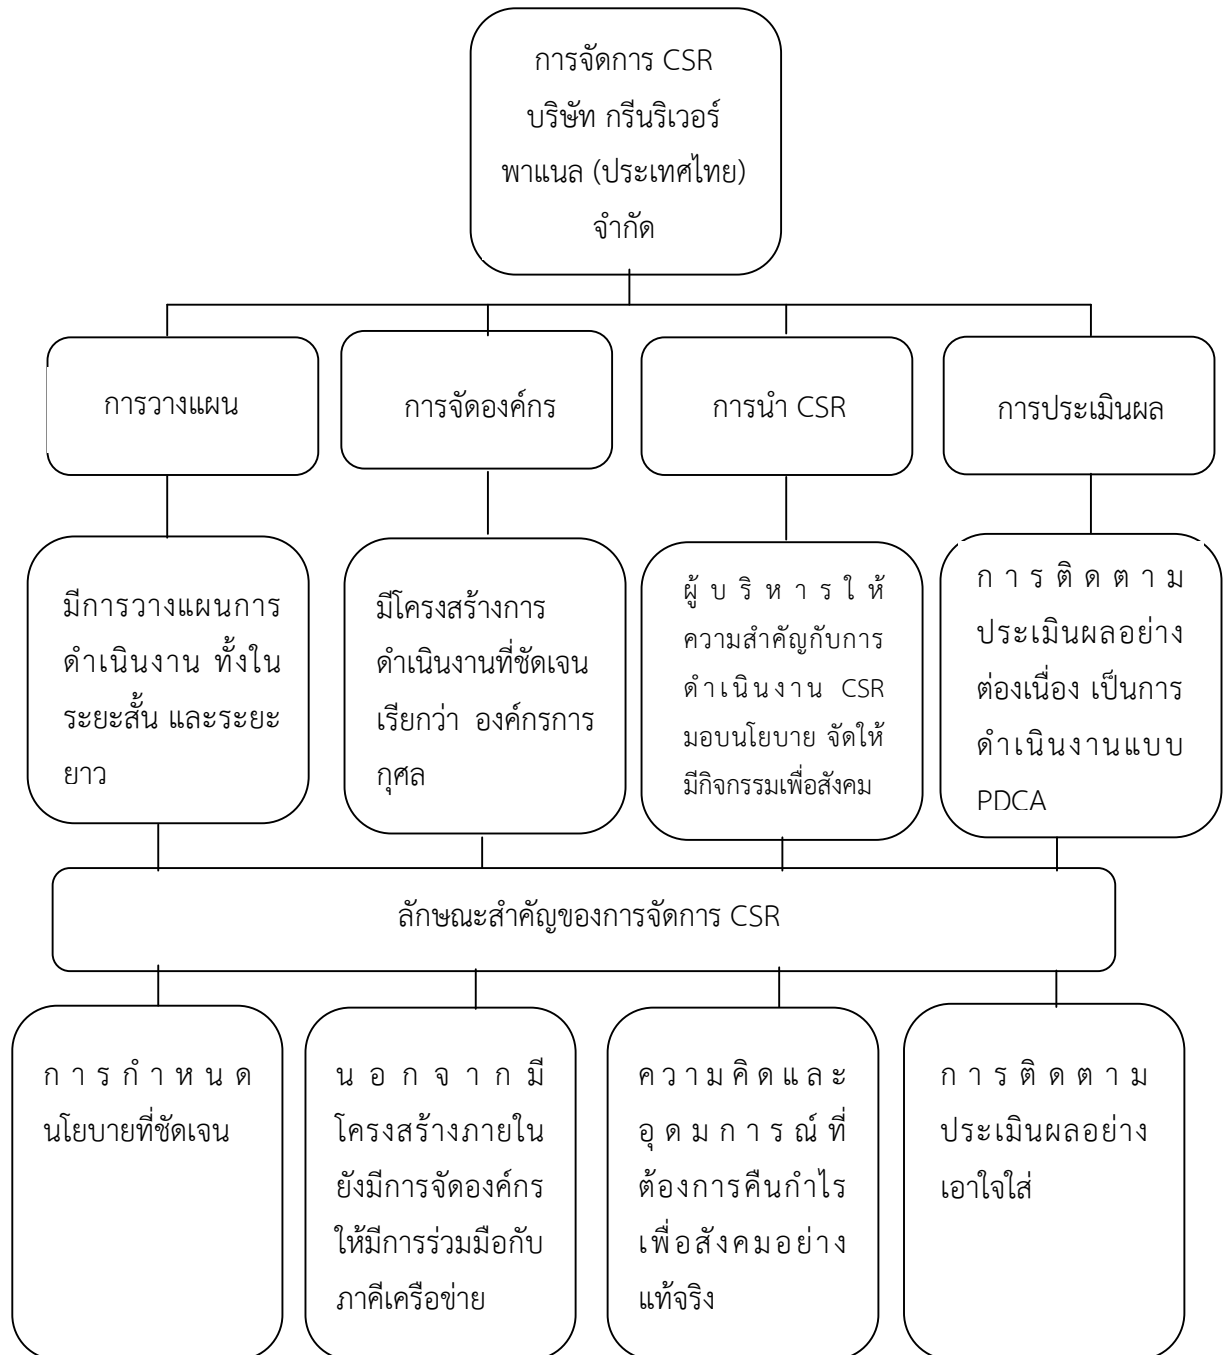 การจัดการ CSR
บริษัท กรีนริเวอร์
พาแนล (ประเทศไทย)
จำกัด
การวางแผน
การจัดองค์กร
การนำ CSR
การประเมินผล
มีการวางแผนการ
ดำเนินงาน ทั้งใน
ระยะสั้น และระยะ
ยาว
มีโครงสร้างการ
ดำเนินงานที่ชัดเจน
เรียกว่า องค์กรการ
กุศล
ผู้บริหารให้
ความสำคัญกับการ
ดำเนินงาน CSR
มอบนโยบาย จัดให้
มีกิจกรรมเพื่อสังคม
การติดตาม
ประเมินผลอย่าง
ต่องเนื่อง เป็นการ
ดำเนินงานแบบ
PDCA
ลักษณะสำคัญของการจัดการ CSR
การกำหนด
นโยบายที่ชัดเจน
นอกจากมี
โครงสร้างภายใน
ยังมีการจัดองค์กร
ให้มีการร่วมมือกับ
ภาคีเครือข่าย
ความคิดและ
อุดมการณ์ที่
ต้องการคืนกำไร
เพื่อสังคมอย่าง
แท้จริง
การติดตาม
ประเมินผลอย่าง
เอาใจใส่